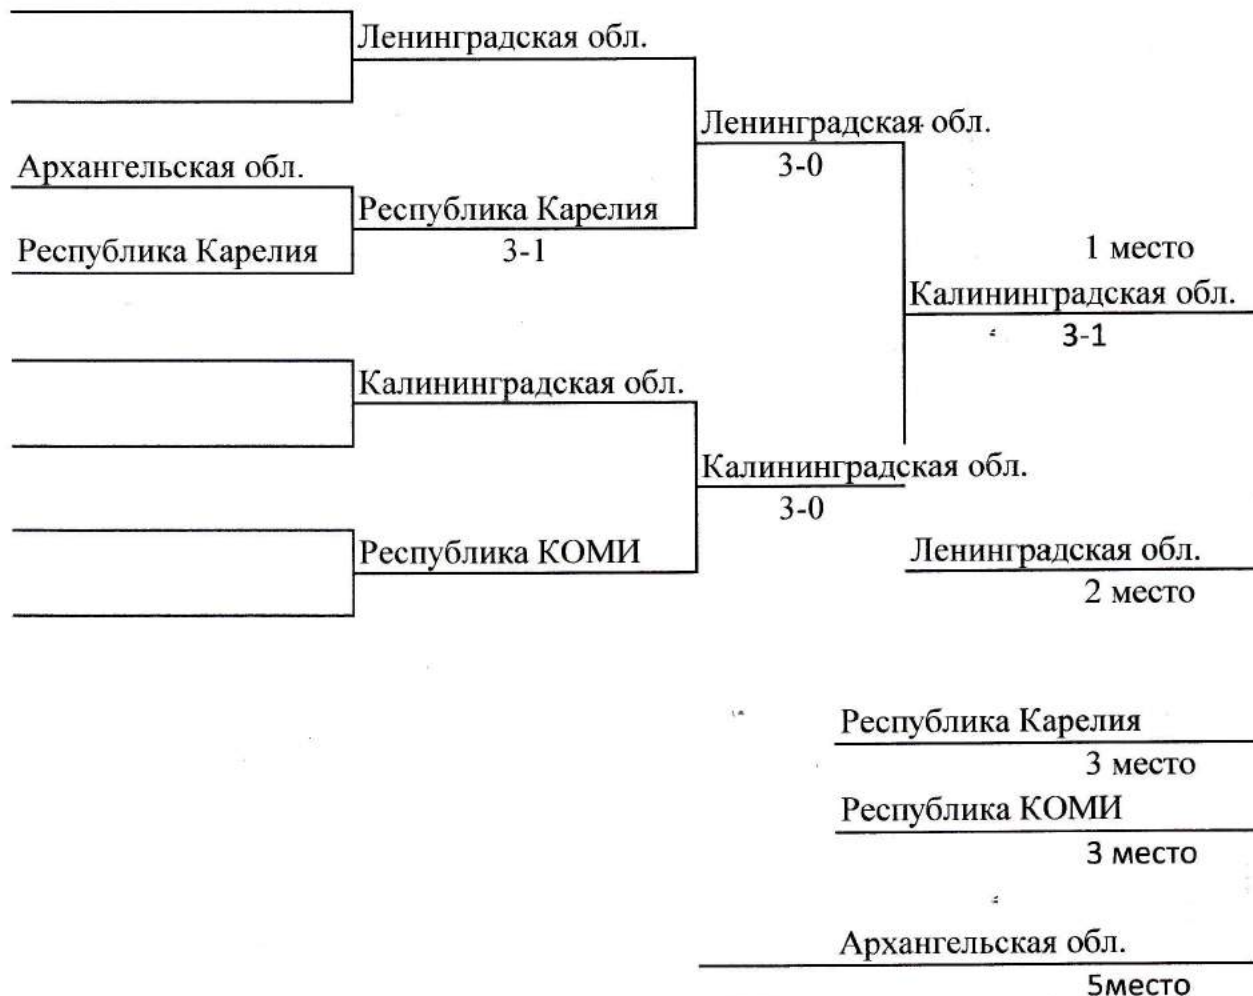 Ленинградская обл.
Ленинградская обл.
3-0
Архангельская обл.
Республика Карелия
Республика Карелия
3-1
1 место
Калининградская обл.
3-1
Калининградская обл.
Калининградская обл.
3-0
Республика КОМИ
Ленинградская обл.
2 место
Республика Карелия
3 место
Республика КОМИ
3 место
Архангельская обл.
5место